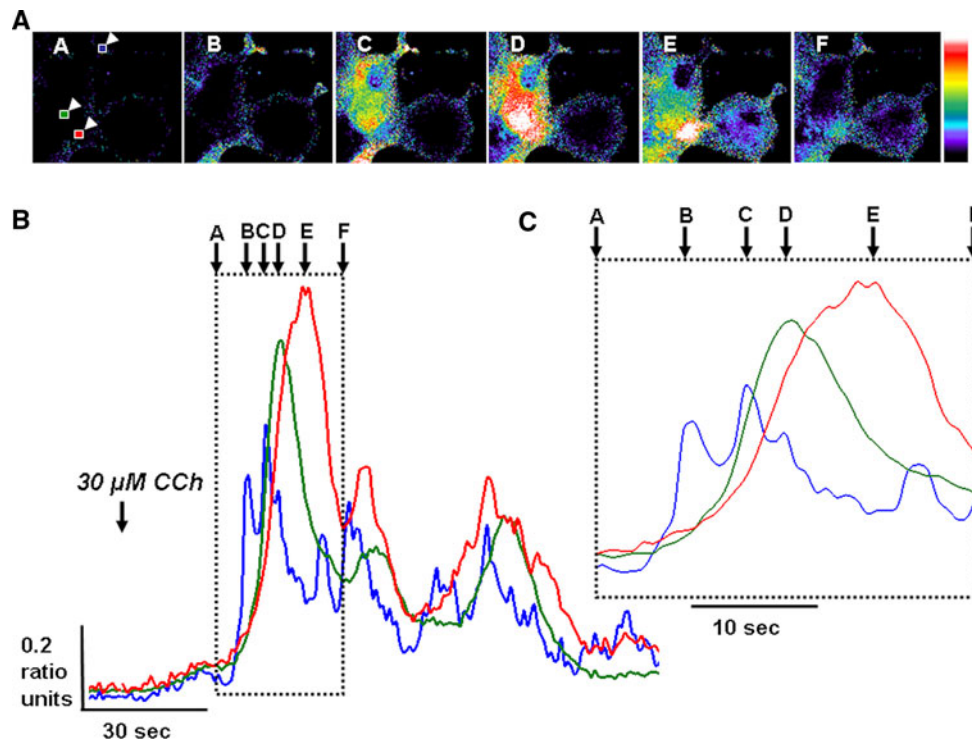 A
A B C D E F
B
A B C D E F
30 µM CCh
0.2
ratio
units
30 sec
C
A B C D E
10 sec